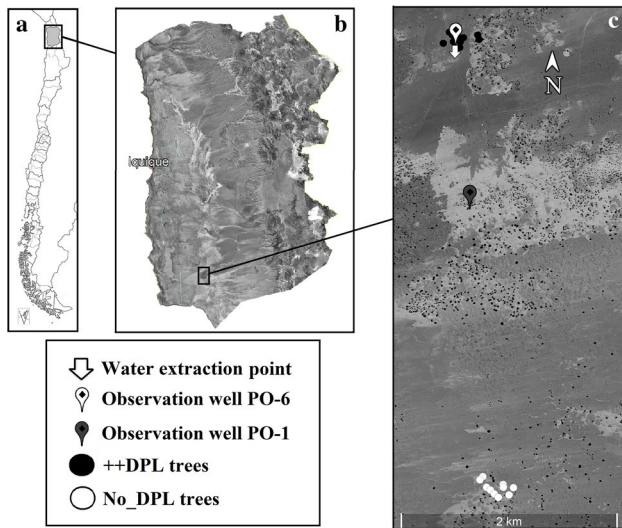 a
b
c
Iquique
N
Water extraction point
Observation well PO-6
Observation well PO-1
++DPL trees
No_DPL trees
2 km